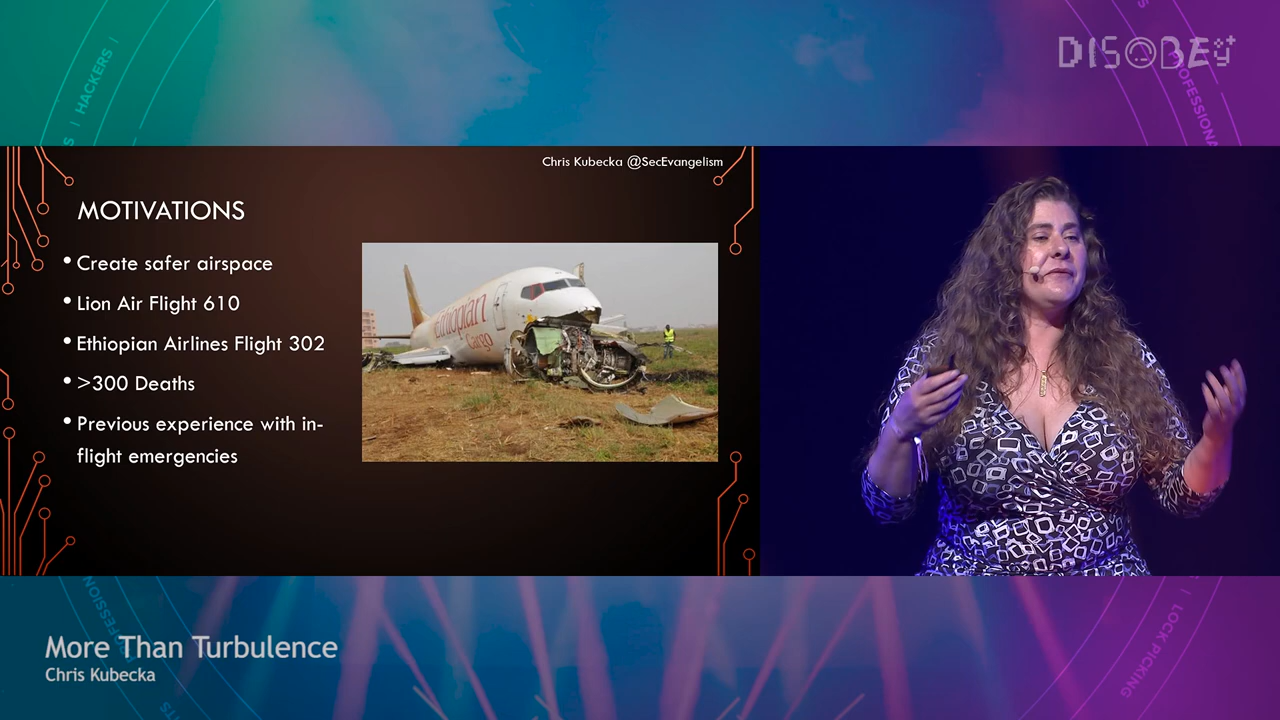 HACKERS |
DISOBEY
PROFESSIONA
Chris Kubecka @SecEvangelism
MOTIVATIONS
• Create safer airspace
• Lion Air Flight 610
• Ethiopian Airlines Flight 302
• >300 Deaths
• Previous experience with in-
flight emergencies
Ethiopian
Cargo
More Than Turbulence
Chris Kubecka
| LOCK PICKING